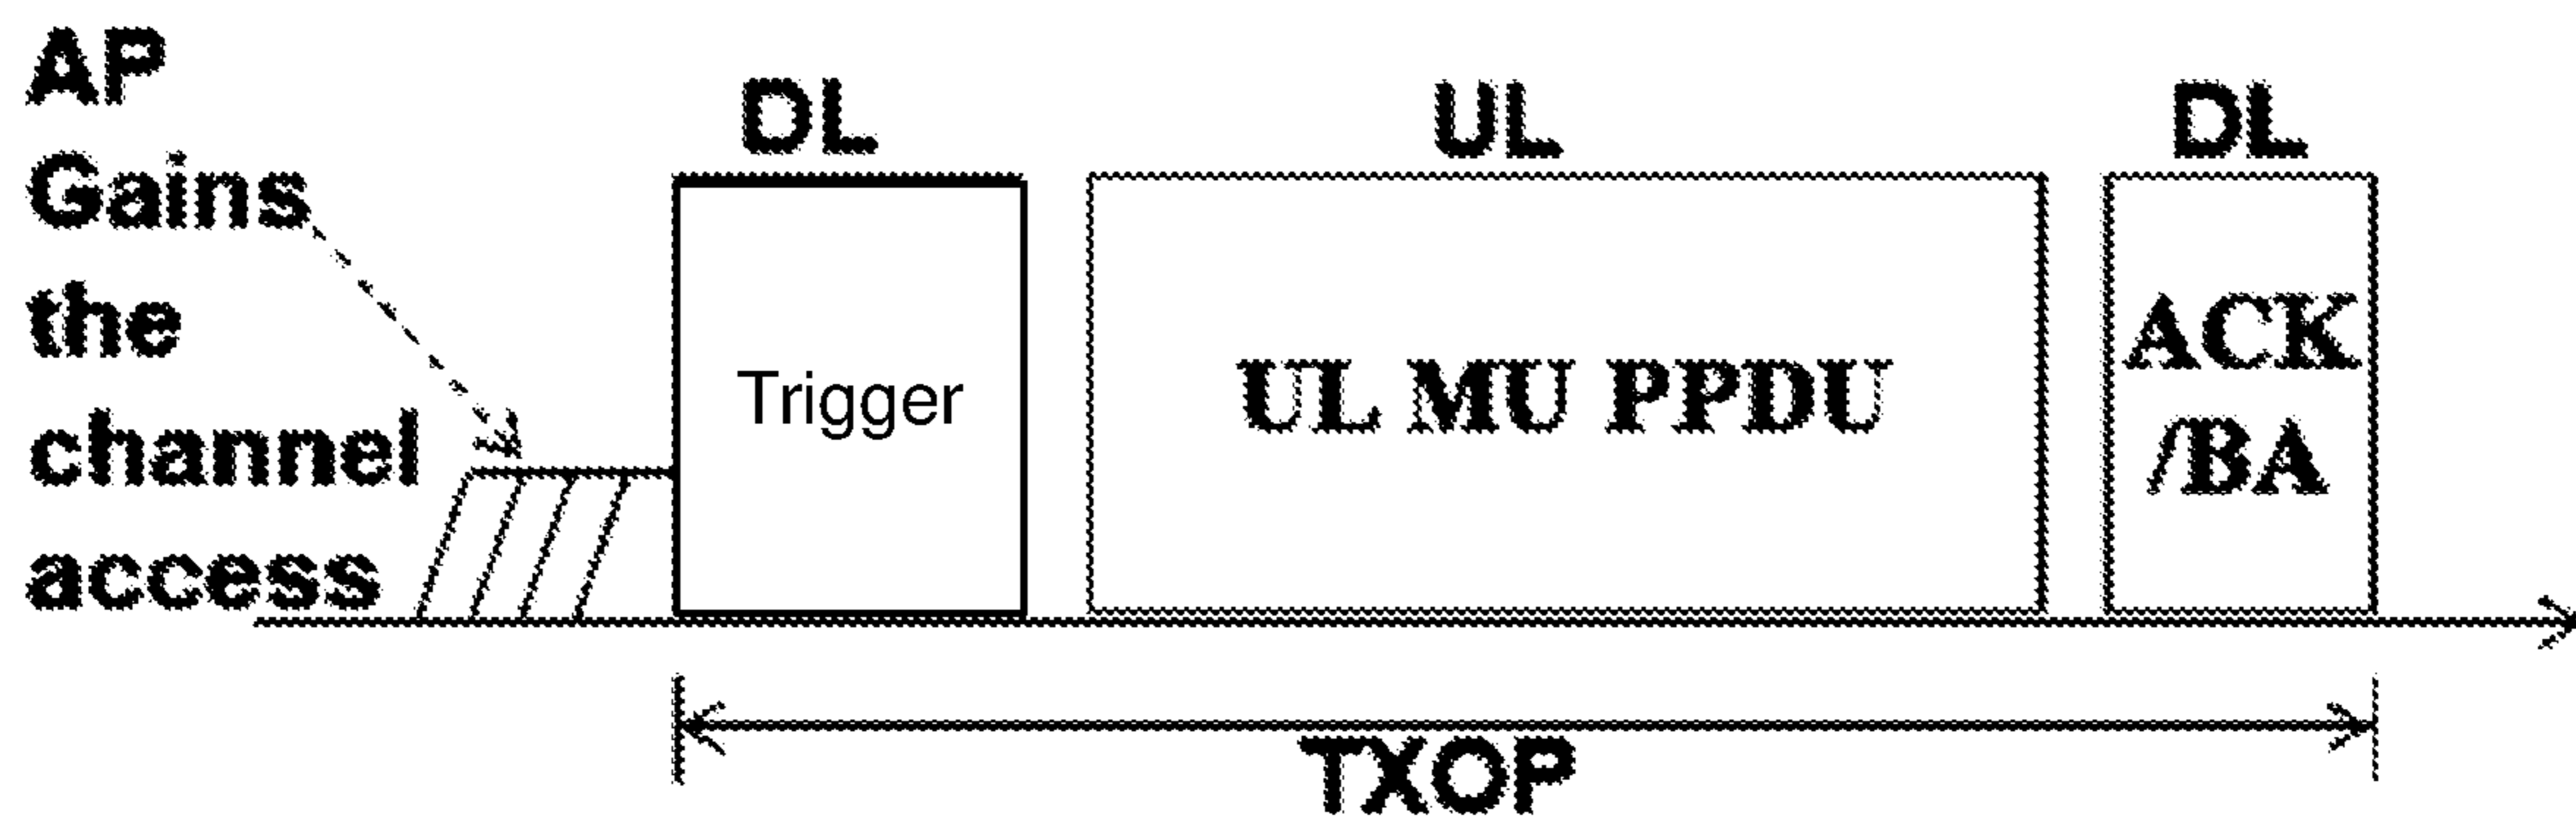 AP
Gains
the
channel
access
DL
UL
DL
Trigger
UL MU PPDU
ACK
/BA
TXOP